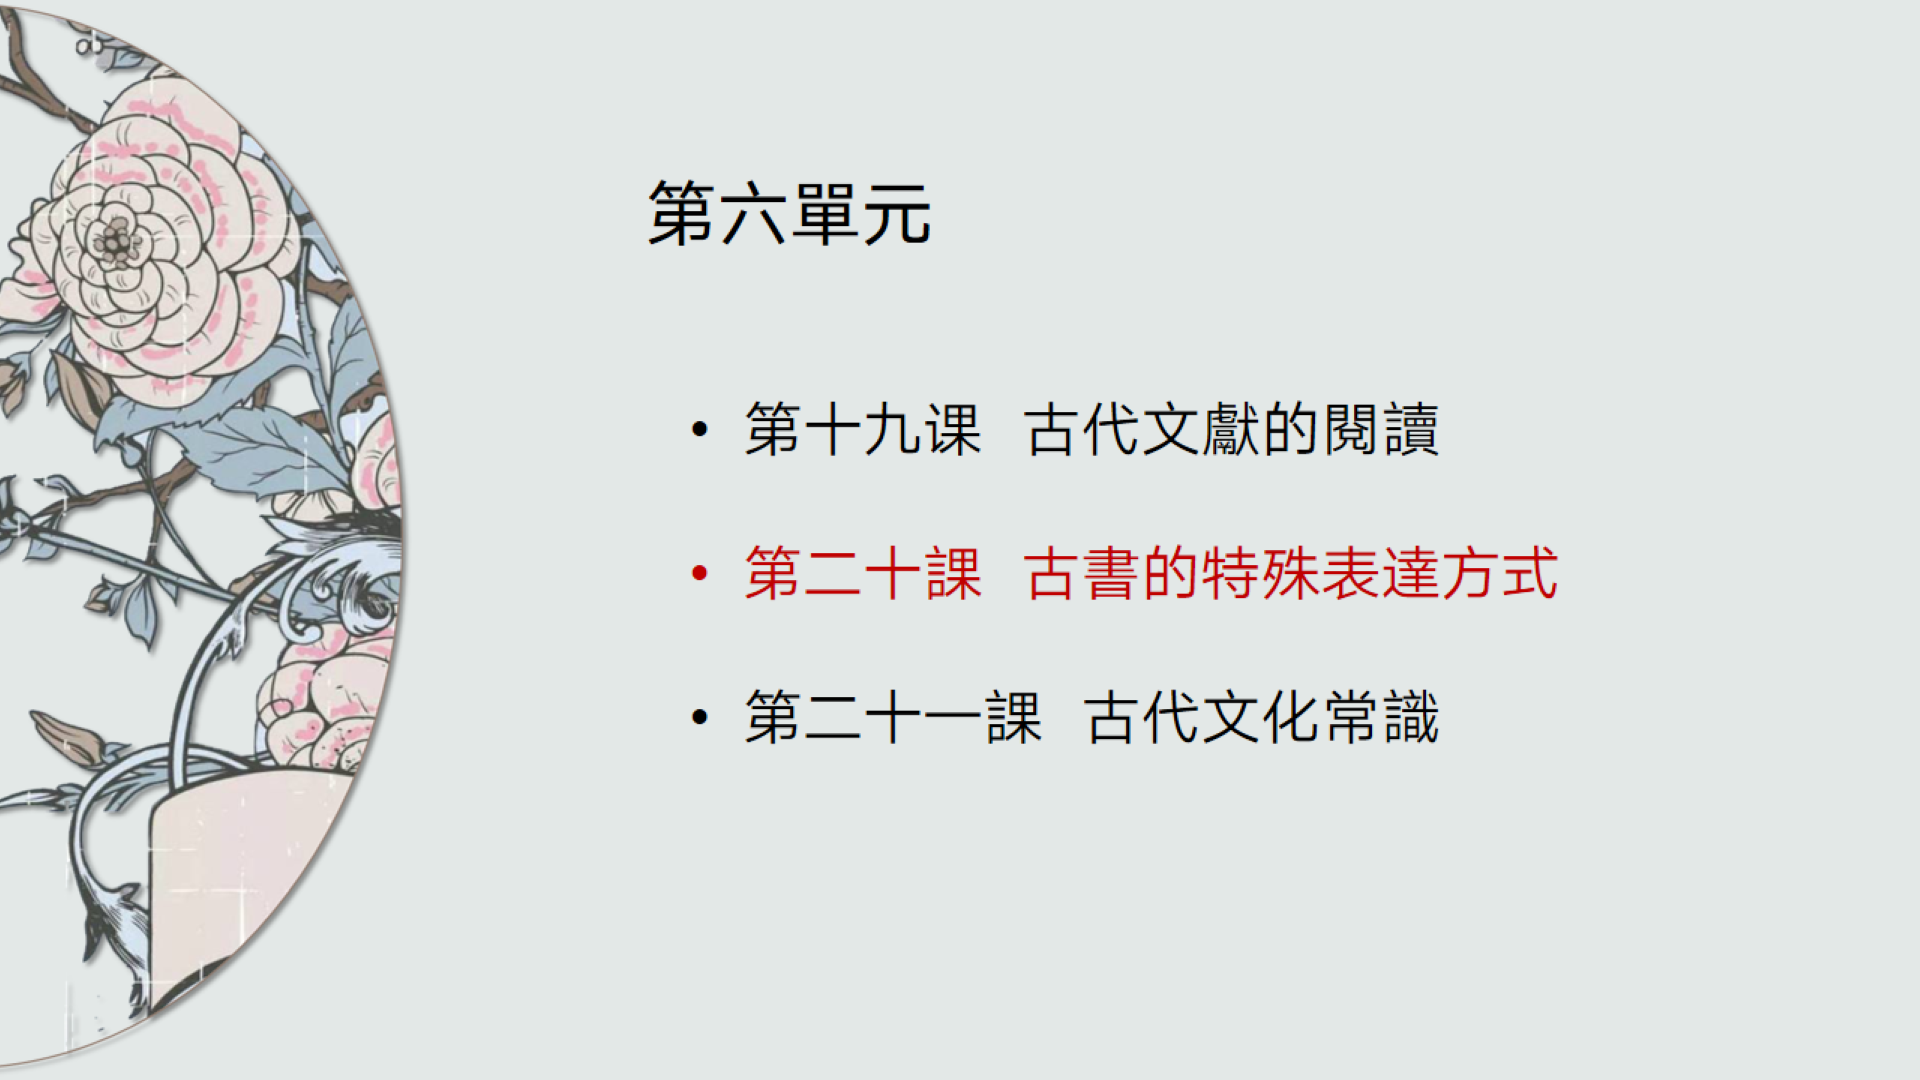 第六單元
• 第十九课 古代文獻的閱讀
• 第二十課 古書的特殊表達方式
• 第二十一課 古代文化常識